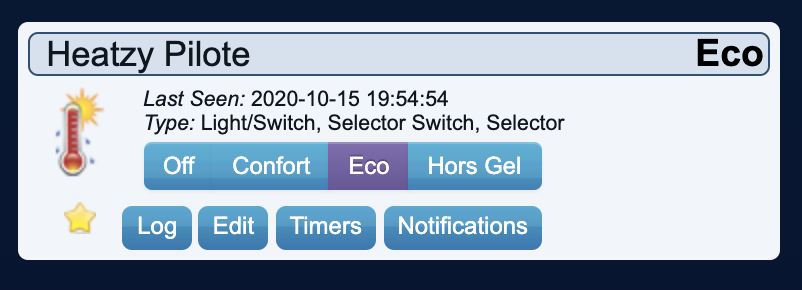 Heatzy Pilote Eco
Last Seen: 2020-10-15 19:54:54
Type: Light/Switch, Selector Switch, Selector
Off Confort Eco Hors Gel
Log Edit Timers Notifications